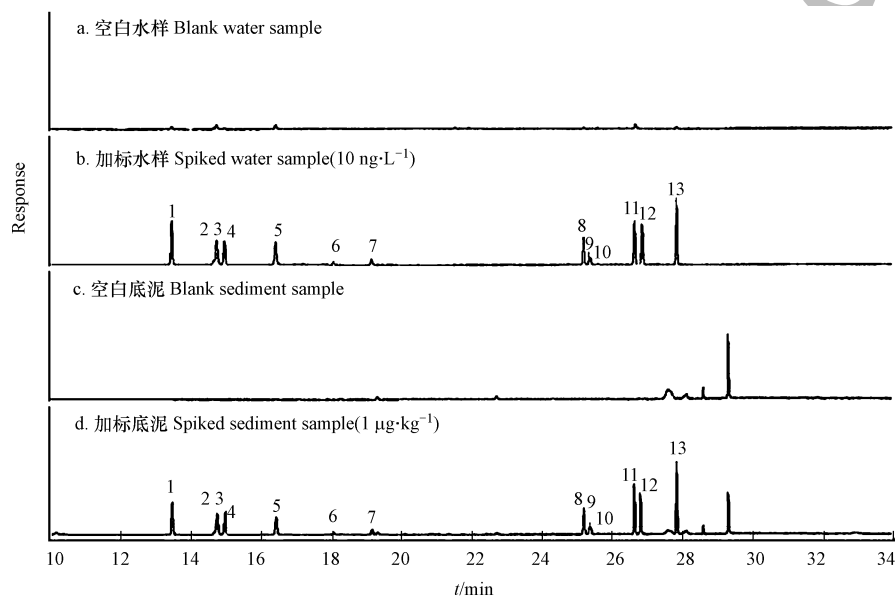 a. 空白水样 Blank water sample
b. 加标水样 Spiked water sample(10 ng·L⁻¹)
1
2 3 4
5
6
7
8
9
10
11
12
13
c. 空白底泥 Blank sediment sample
d. 加标底泥 Spiked sediment sample(1 μg·kg⁻¹)
1
2 3
4
5
6
7
8 9
10
11
12
13
Response
10 12 14 16 18 20 22 24 26 28 30 32 34
t/min